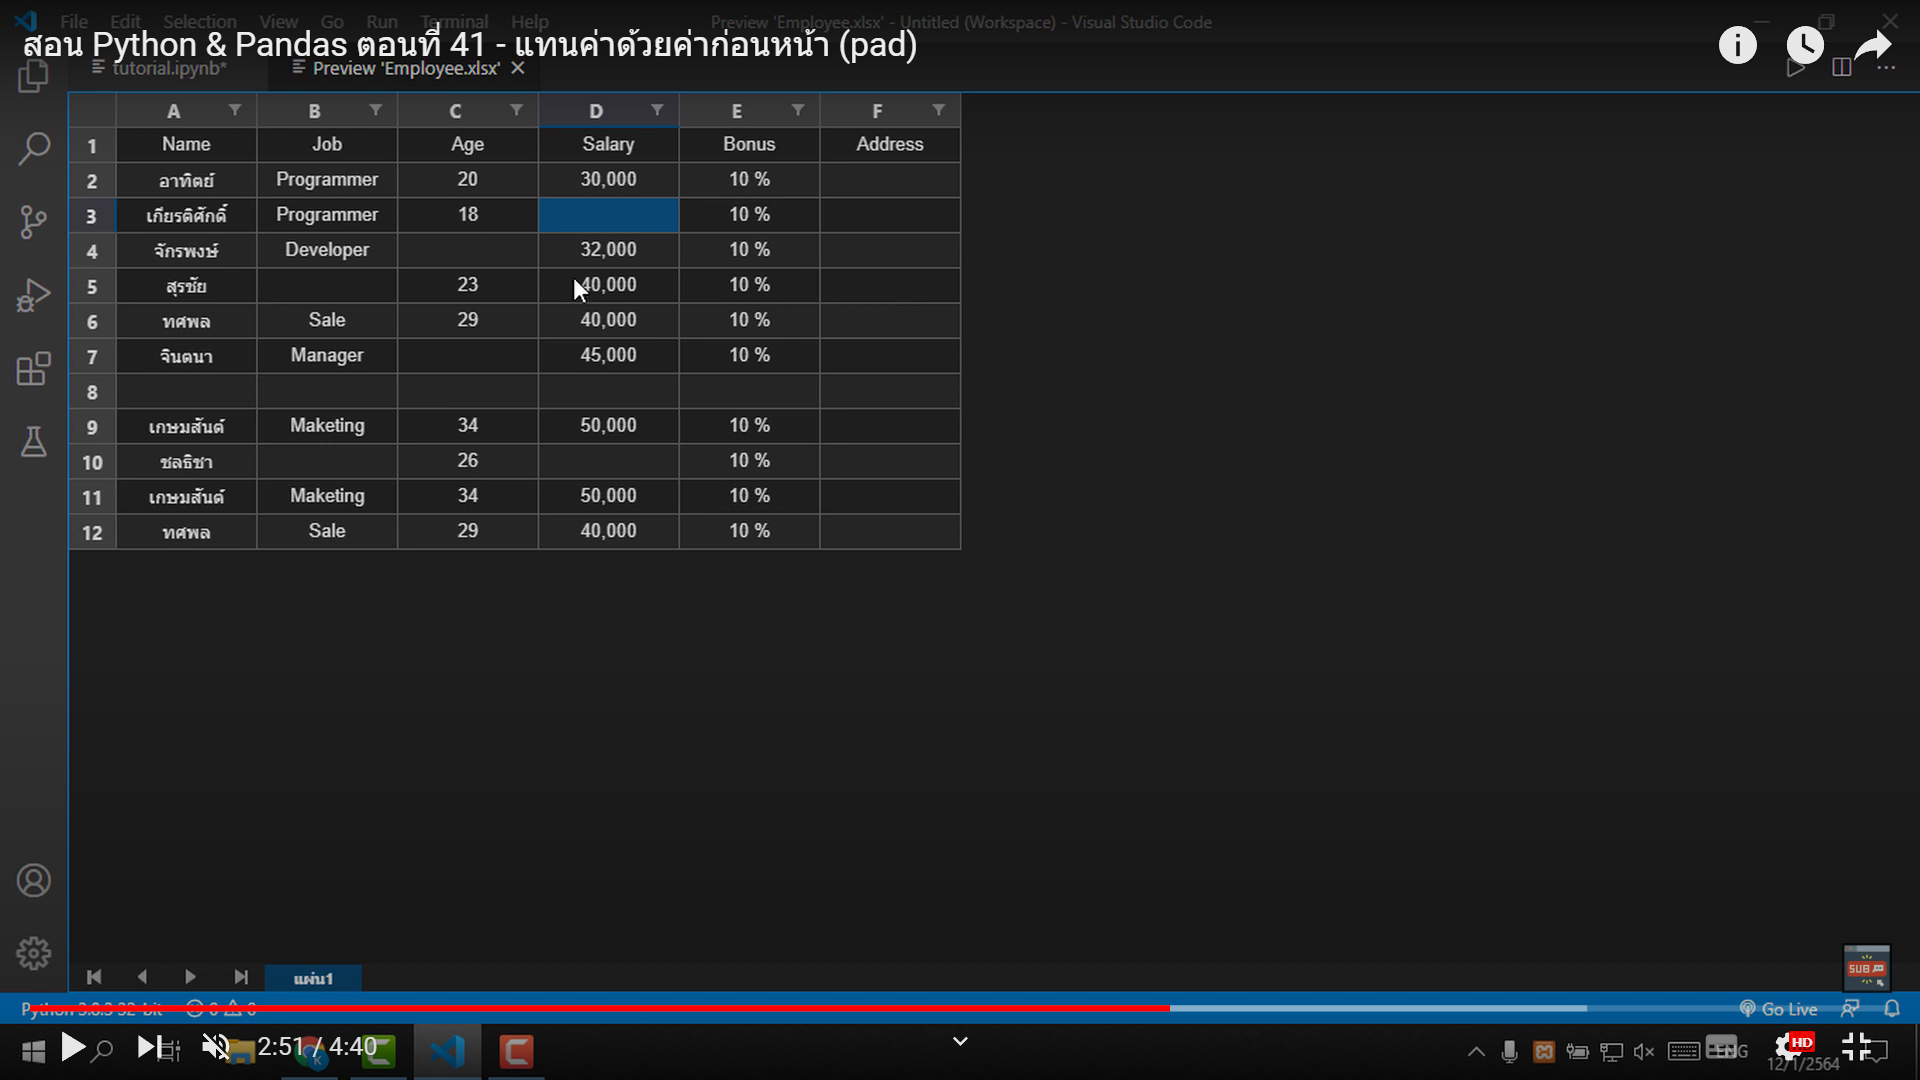 File Edit Selection View Go Run Terminal Help Preview 'Employee.xlsx' - Untitled (Workspace) - Visual Studio Code
สอน Python & Pandas ตอนที่ 41 - แทนค่าด้วยค่าก่อนหน้า (pad)
tutorial.ipynb* Preview 'Employee.xlsx'
A B C D E F
1 Name Job Age Salary Bonus Address
2 อาทิตย์ Programmer 20 30,000 10 %
3 เกียรติศักดิ์ Programmer 18 10 %
4 จักรพงษ์ Developer 32,000 10 %
5 สุรชัย 23 40,000 10 %
6 ทศพล Sale 29 40,000 10 %
7 จินตนา Manager 45,000 10 %
8
9 เกษมสันต์ Maketing 34 50,000 10 %
10 ชลธิชา 26 10 %
11 เกษมสันต์ Maketing 34 50,000 10 %
12 ทศพล Sale 29 40,000 10 %
แผ่น1
SUB
Python 3.8.3 32-bit 0 0 Go Live
2:51 / 4:40 ENG HD
12/1/2564